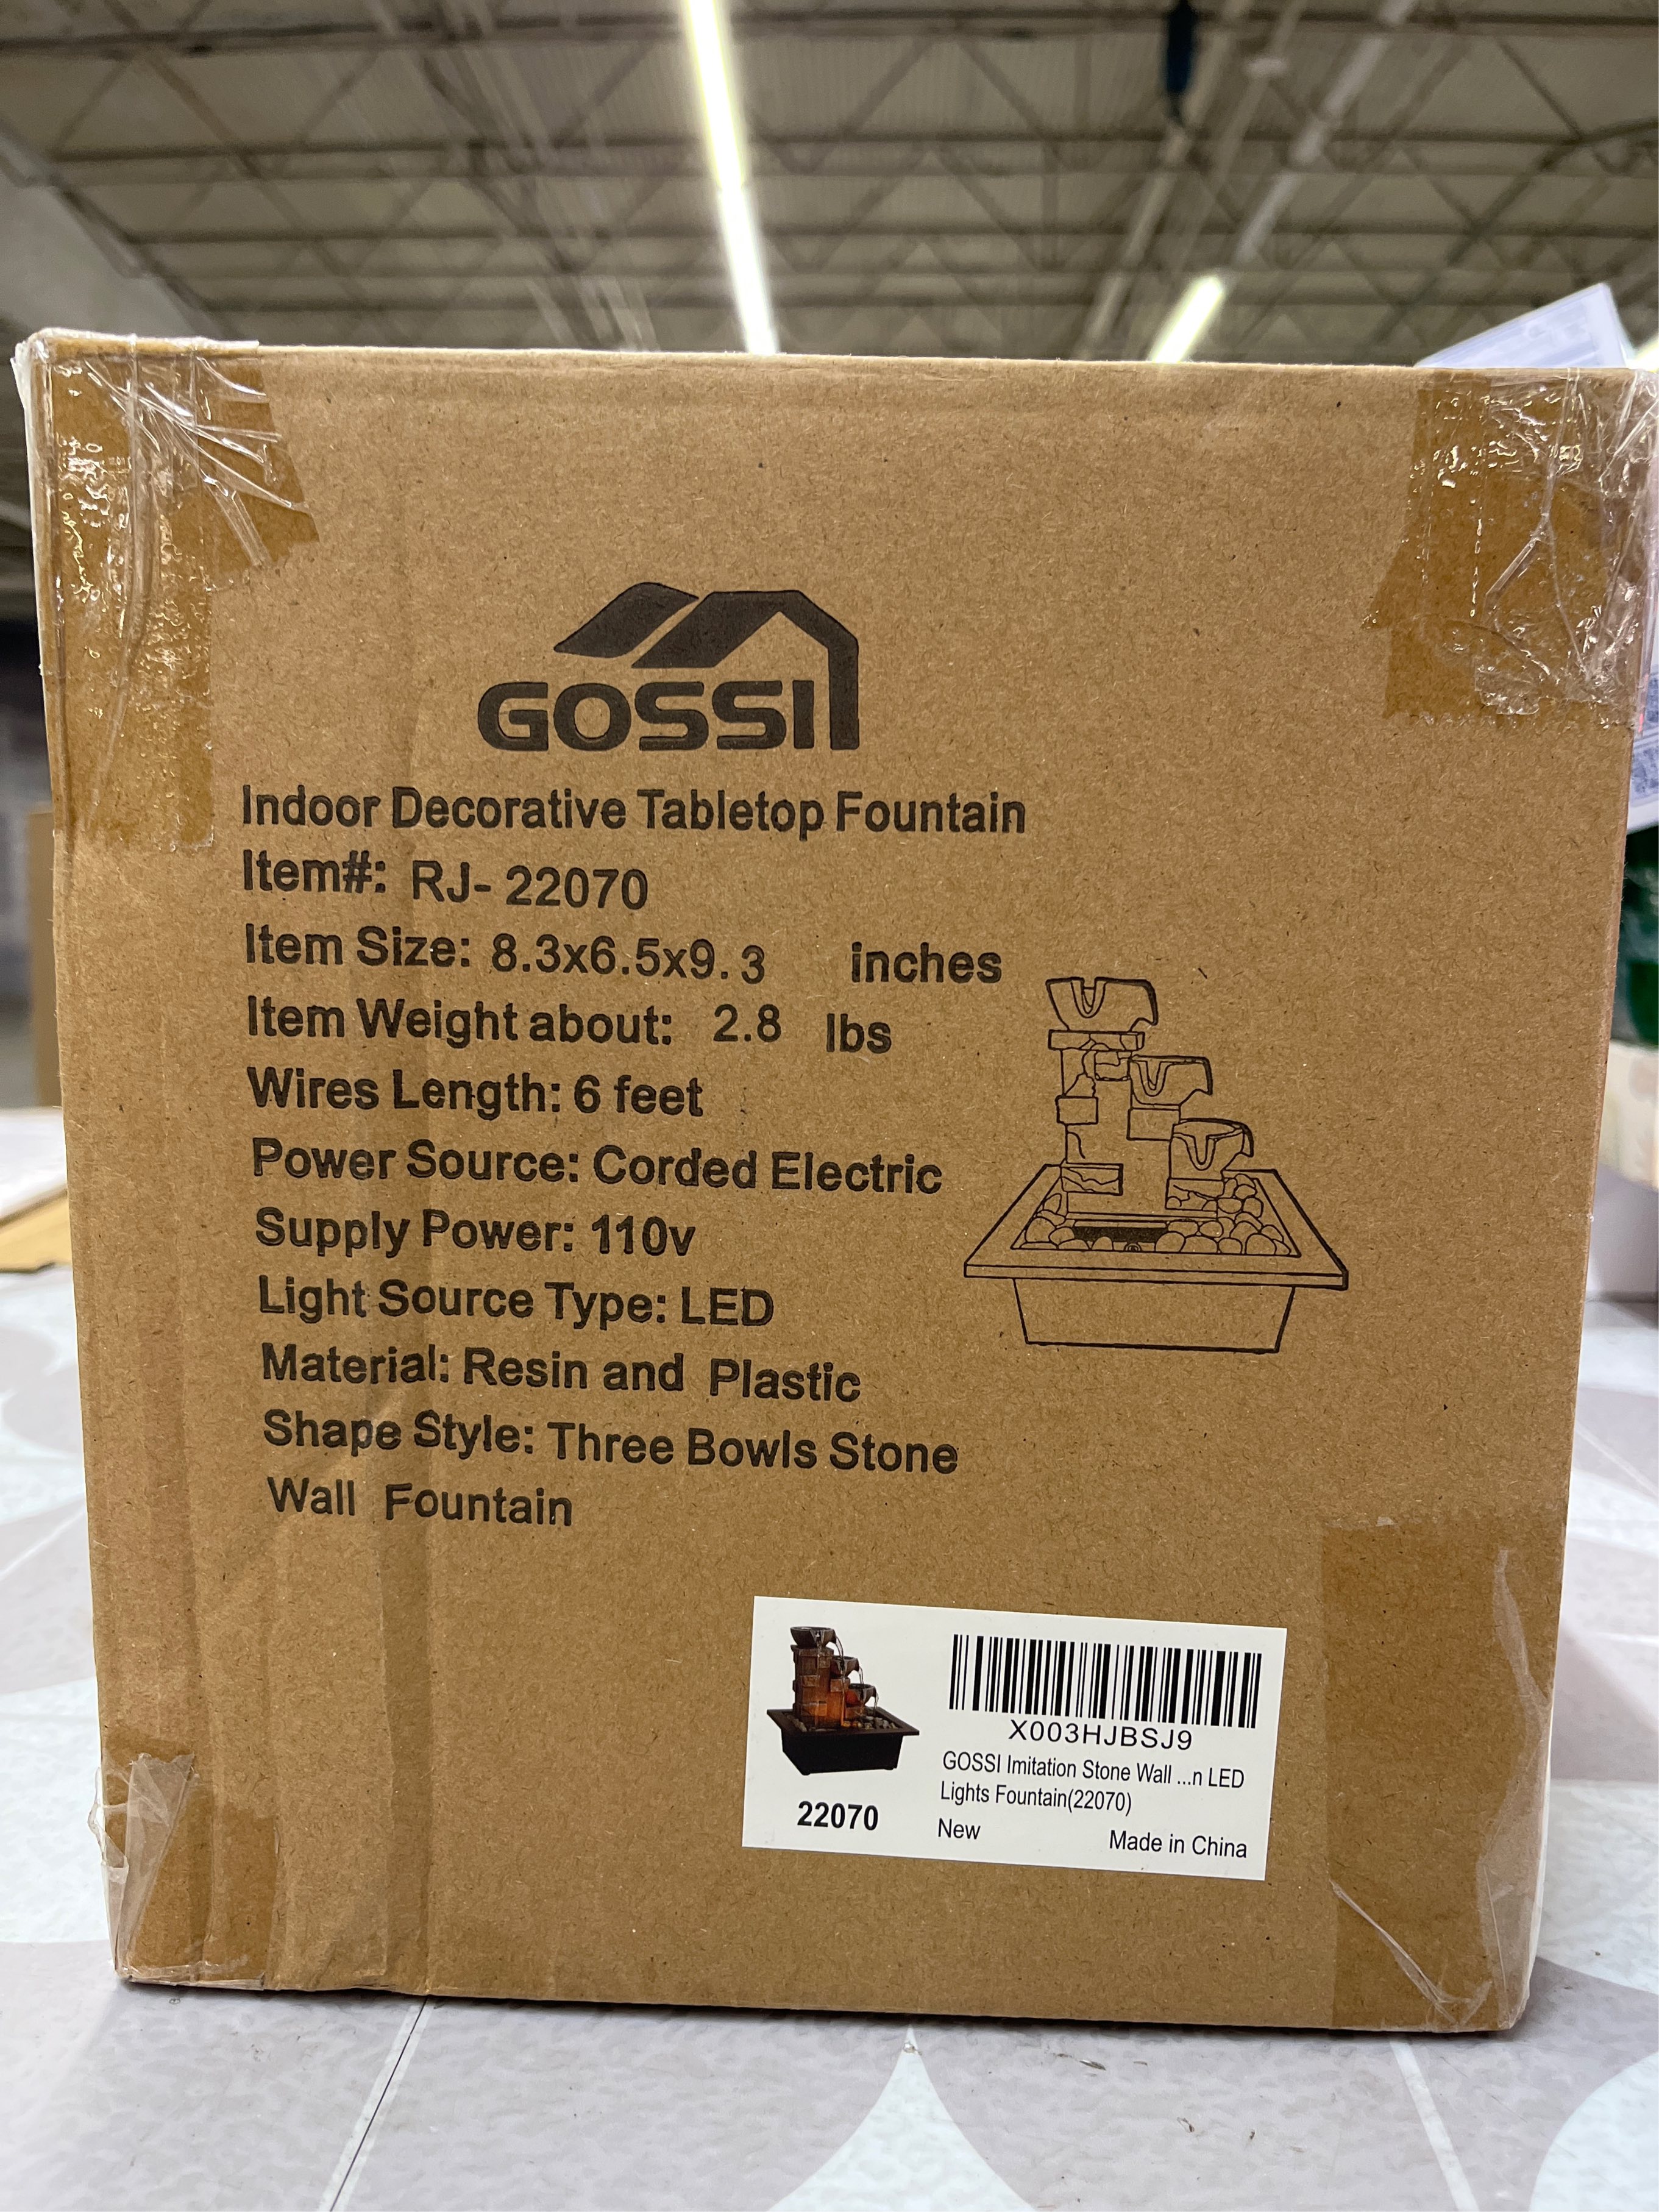 GOSSI
Indoor Decorative Tabletop Fountain
Item#: RJ- 22070
Item Size: 8.3x6.5x9.3 inches
Item Weight about: 2.8 lbs
Wires Length: 6 feet
Power Source: Corded Electric
Supply Power: 110v
Light Source Type: LED
Material: Resin and Plastic
Shape Style: Three Bowls Stone
Wall Fountain
X003HJBSJ9
GOSSI Imitation Stone Wall ...n LED
Lights Fountain(22070)
22070
New Made in China